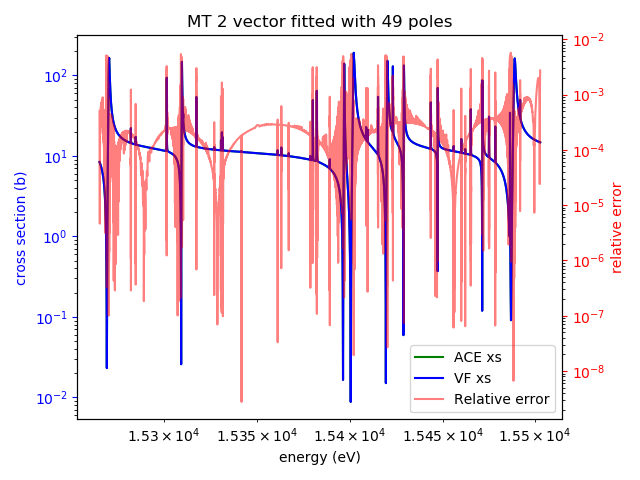 MT 2 vector fitted with 49 poles
cross section (b)
10²
10¹
10⁰
10⁻¹
10⁻²
10⁻²
10⁻³
10⁻⁴
10⁻⁵
10⁻⁶
10⁻⁷
10⁻⁸
relative error
ACE xs
VF xs
Relative error
1.53 × 10⁴ 1.535 × 10⁴ 1.54 × 10⁴ 1.545 × 10⁴ 1.55 × 10⁴
energy (eV)